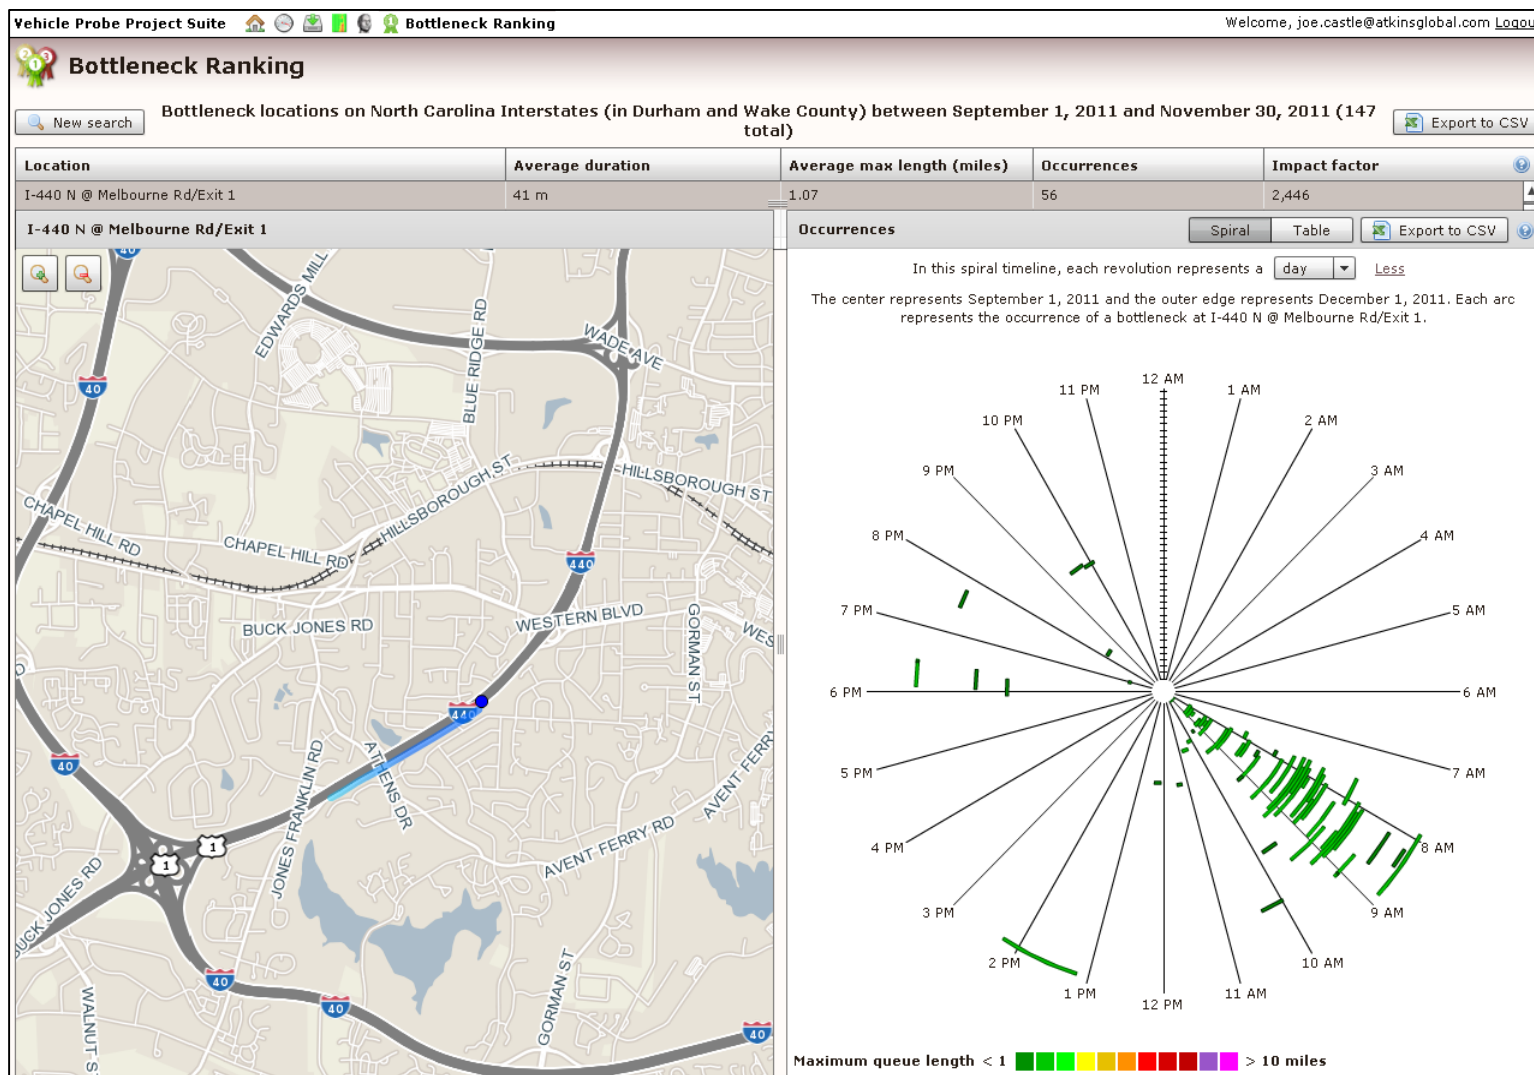 Vehicle Probe Project Suite Bottleneck Ranking Welcome, joe.castle@atkinsglobal.com
Bottleneck Ranking
New search
Bottleneck locations on North Carolina Interstates (in Durham and Wake County) between September 1, 2011 and November 30, 2011 (147
total)
Export to CSV
Location Average duration Average max length (miles) Occurrences Impact factor
I-440 N @ Melbourne Rd/Exit 1 41 m 1.07 56 2,446
I-440 N @ Melbourne Rd/Exit 1
Occurrences Spiral Table Export to CSV
In this spiral timeline, each revolution represents a day Less
The center represents September 1, 2011 and the outer edge represents December 1, 2011. Each arc
represents the occurrence of a bottleneck at I-440 N @ Melbourne Rd/Exit 1.
40
EDWARDS MILL
BLUE RIDGE RD
WADE AVE
40
HILLSBOROUGH ST
HILLSBOROUGH ST
CHAPEL HILL RD
CHAPEL HILL RD
440
BUCK JONES RD
WESTERN BLVD
GORMAN ST
440
ATHENS DR
JONES FRANKLIN RD
AVENT FERRY
40
1
1
AVENT FERRY RD
BUCK JONES RD
40
40
GORMAN ST
WALNUT S
40
12 AM
1 AM
2 AM
3 AM
4 AM
5 AM
6 AM
7 AM
8 AM
9 AM
10 AM
11 AM
12 PM
1 PM
2 PM
3 PM
4 PM
5 PM
6 PM
7 PM
8 PM
9 PM
10 PM
11 PM
Maximum queue length < 1 > 10 miles